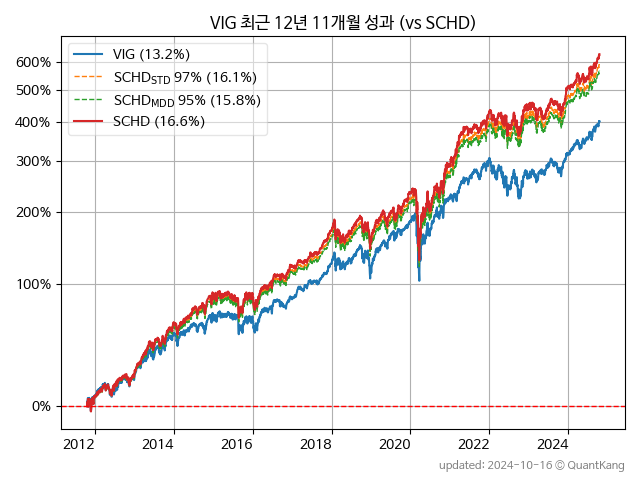 VIG 최근 12년 11개월 성과 (vs SCHD)
VIG (13.2%)
SCHD_STD 97% (16.1%)
SCHD_MDD 95% (15.8%)
SCHD (16.6%)
600%
500%
400%
300%
200%
100%
0%
2012 2014 2016 2018 2020 2022 2024
updated: 2024-10-16 © QuantKang